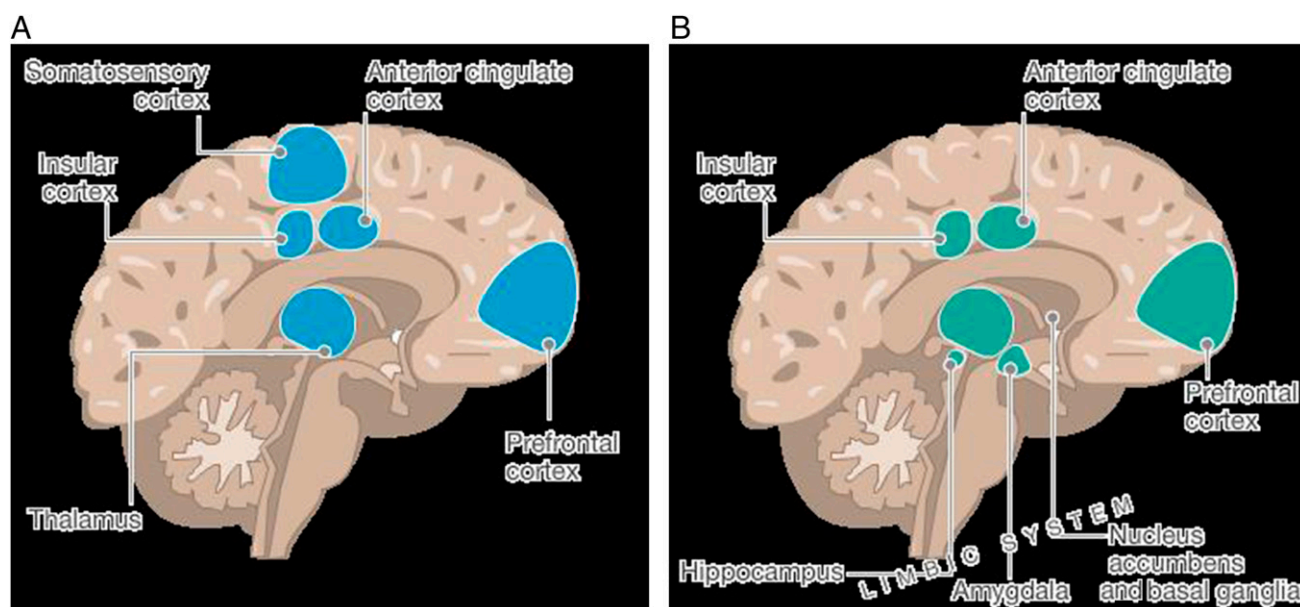 A
Somatosensory
cortex
Anterior cingulate
cortex
Insular
cortex
Prefrontal
cortex
Thalamus
B
Anterior cingulate
cortex
Insular
cortex
Prefrontal
cortex
LIMBIC SYSTEM
Hippocampus
Amygdala
Nucleus
accumbens
and basal ganglia